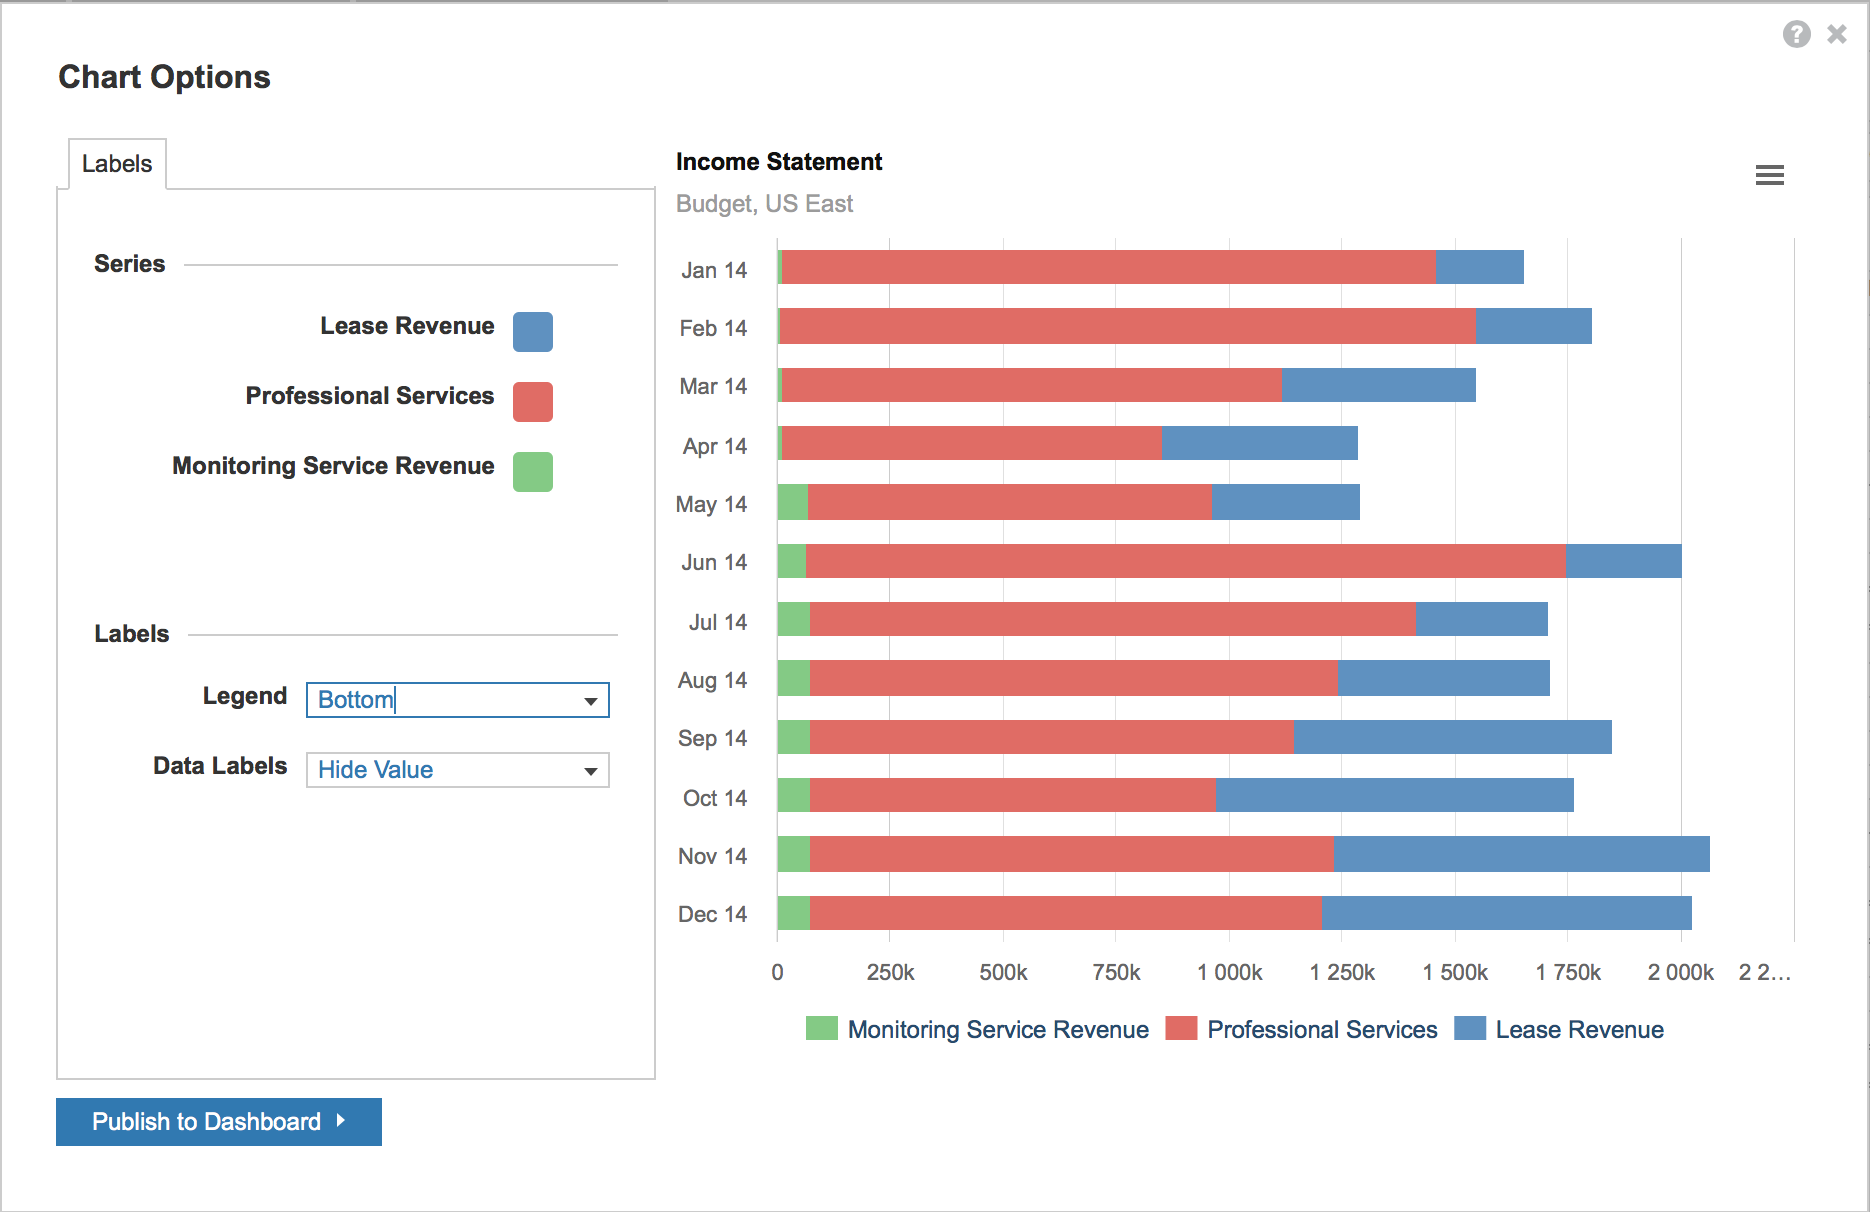 ?
Chart Options
Labels
Series
Lease Revenue
Professional Services
Monitoring Service Revenue
Labels
Legend Bottom
Data Labels Hide Value
Publish to Dashboard
Income Statement
Budget, US East
Jan 14
Feb 14
Mar 14
Apr 14
May 14
Jun 14
Jul 14
Aug 14
Sep 14
Oct 14
Nov 14
Dec 14
0 250k 500k 750k 1 000k 1 250k 1 500k 1 750k 2 000k 2 2...
Monitoring Service Revenue Professional Services Lease Revenue